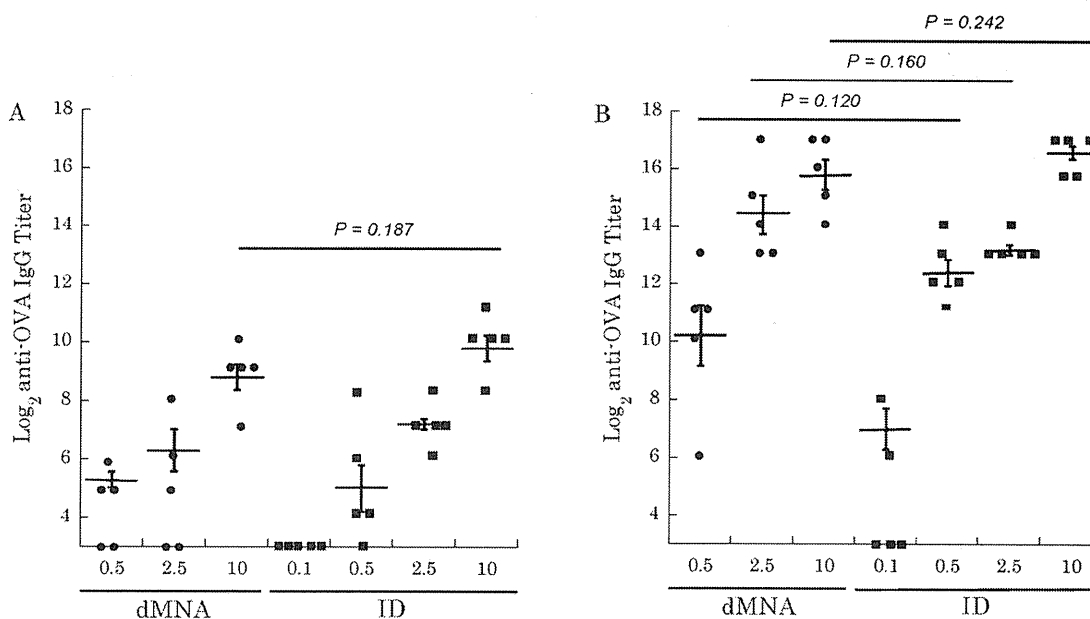 P = 0.242
P = 0.160
P = 0.120
P = 0.187
A
18
16
14
12
10
8
6
4
Log2 anti-OVA IgG Titer
0.5 2.5 10 0.1 0.5 2.5 10
dMNA ID
B
18
16
14
12
10
8
6
4
Log2 anti-OVA IgG Titer
0.5 2.5 10 0.1 0.5 2.5 10
dMNA ID